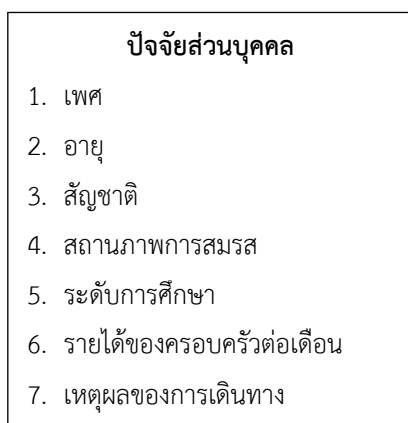 ปัจจัยส่วนบุคคล
1. เพศ
2. อายุ
3. สัญชาติ
4. สถานภาพการสมรส
5. ระดับการศึกษา
6. รายได้ของครอบครัวต่อเดือน
7. เหตุผลของการเดินทาง